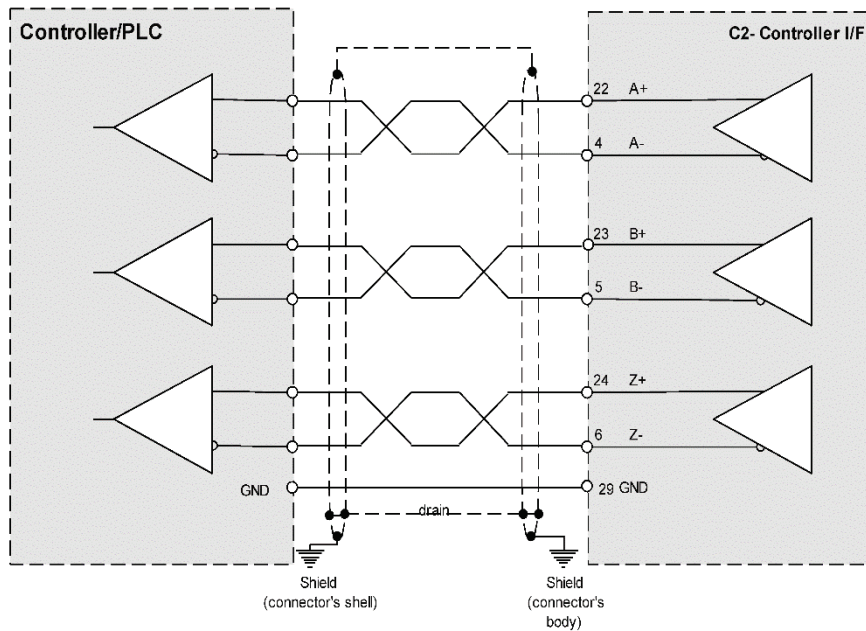 Controller/PLC
C2- Controller I/F
22 A+
4 A-
23 B+
5 B-
24 Z+
6 Z-
GND
29 GND
drain
Shield
(connector's shell)
Shield
(connector's
body)